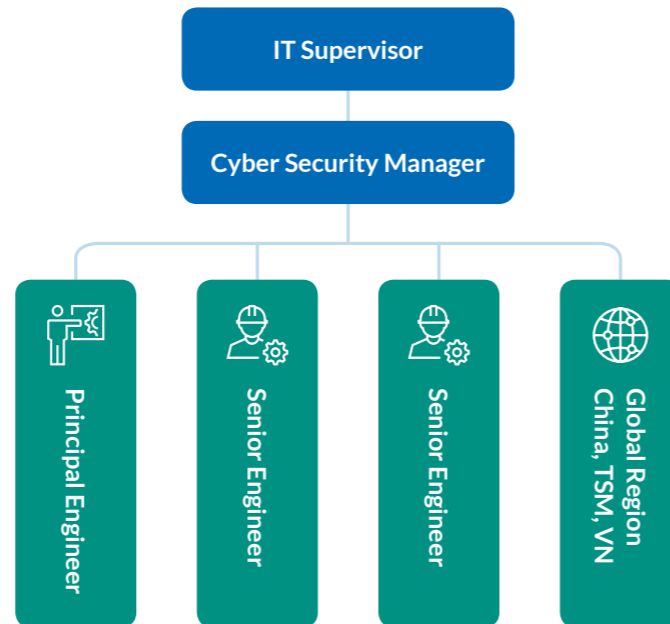 IT Supervisor
Cyber Security Manager
Principal Engineer
Senior Engineer
Senior Engineer
Global Region
China, TSM, VN